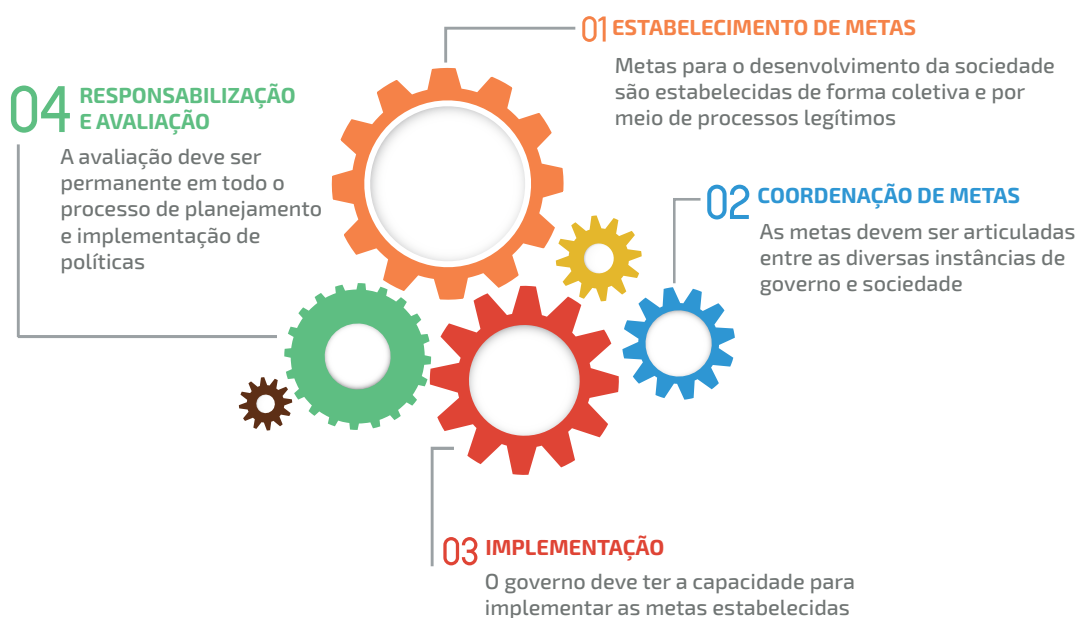 01 ESTABELECIMENTO DE METAS
Metas para o desenvolvimento da sociedade
são estabelecidas de forma coletiva e por
meio de processos legítimos
02 COORDENAÇÃO DE METAS
As metas devem ser articuladas
entre as diversas instâncias de
governo e sociedade
03 IMPLEMENTAÇÃO
O governo deve ter a capacidade para
implementar as metas estabelecidas
04 RESPONSABILIZAÇÃO
E AVALIAÇÃO
A avaliação deve ser
permanente em todo o
processo de planejamento
e implementação de
políticas